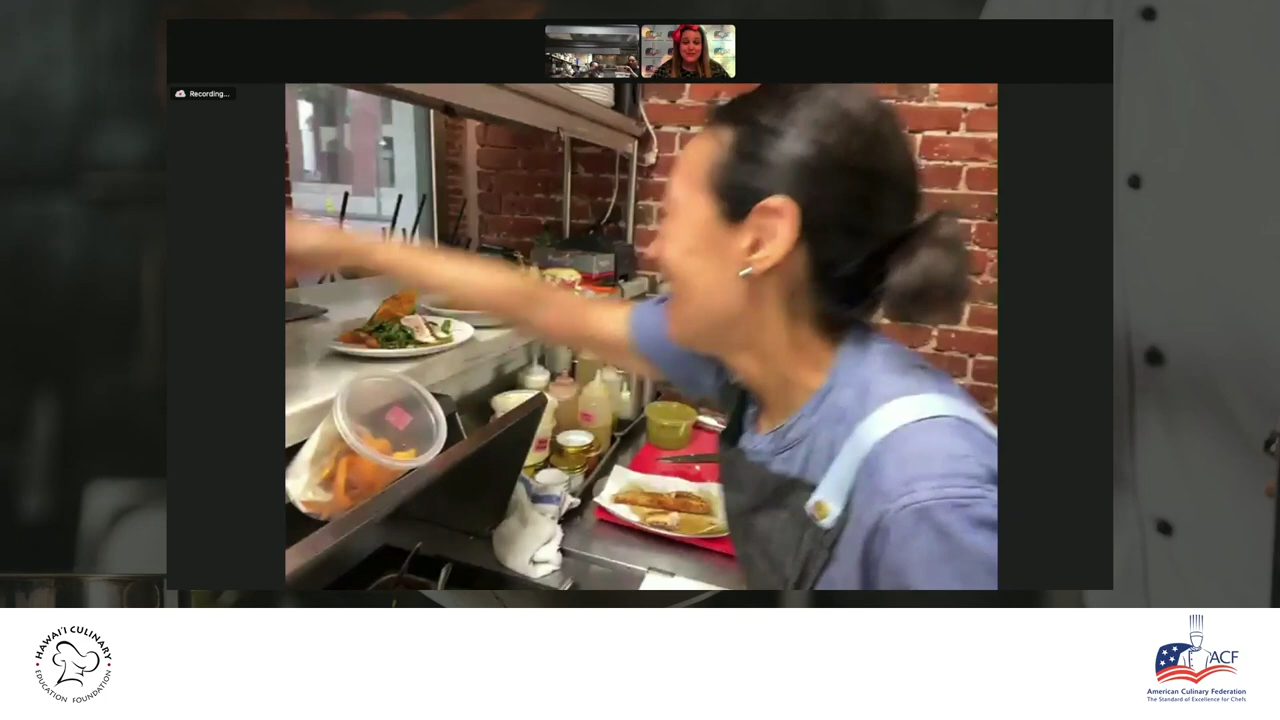 Recording...
HAWAI'I CULINARY
EDUCATION FOUNDATION
ACF
American Culinary Federation
The Standard of Excellence for Chefs